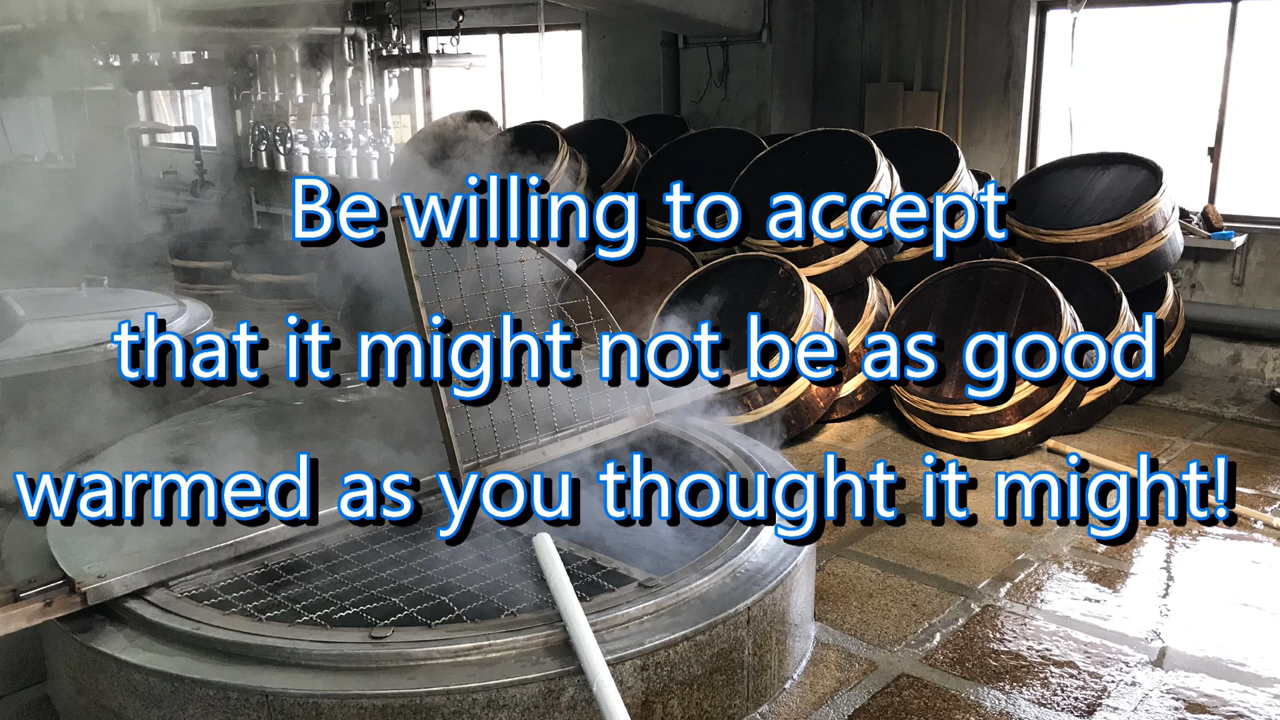 Be willing to accept
that it might not be as good
warmed as you thought it might!